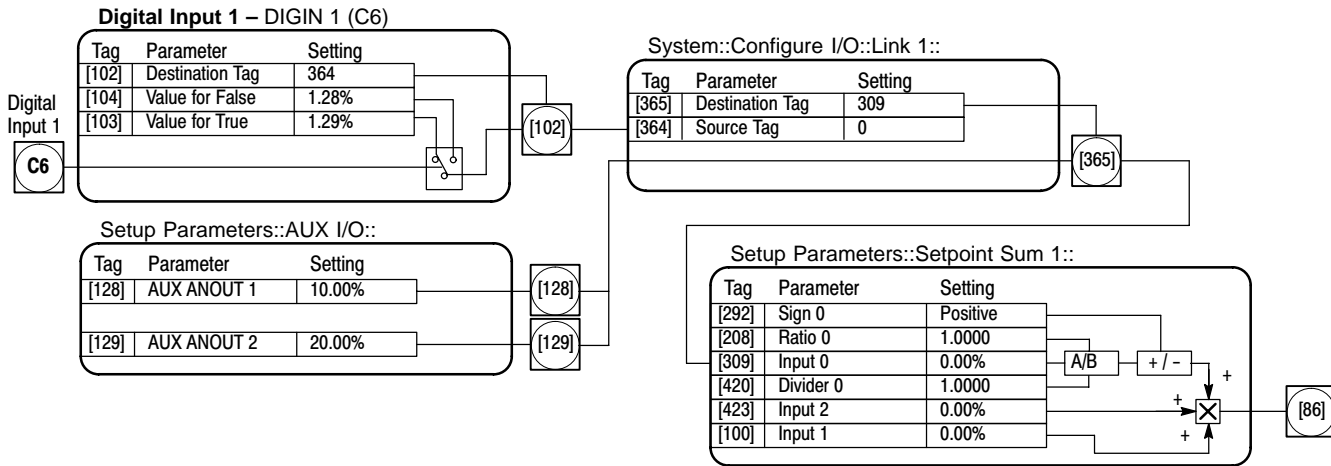 Digital Input 1 – DIGIN 1 (C6)
Tag Parameter Setting
[102] Destination Tag 364
[104] Value for False 1.28%
[103] Value for True 1.29%
Digital
Input 1
C6
[102]
System::Configure I/O::Link 1::
Tag Parameter Setting
[365] Destination Tag 309
[364] Source Tag 0
[365]
Setup Parameters::AUX I/O::
Tag Parameter Setting
[128] AUX ANOUT 1 10.00%
[129] AUX ANOUT 2 20.00%
[128]
[129]
Setup Parameters::Setpoint Sum 1::
Tag Parameter Setting
[292] Sign 0 Positive
[208] Ratio 0 1.0000
[309] Input 0 0.00%
[420] Divider 0 1.0000
[423] Input 2 0.00%
[100] Input 1 0.00%
A/B
+ / –
+
+
+
[86]